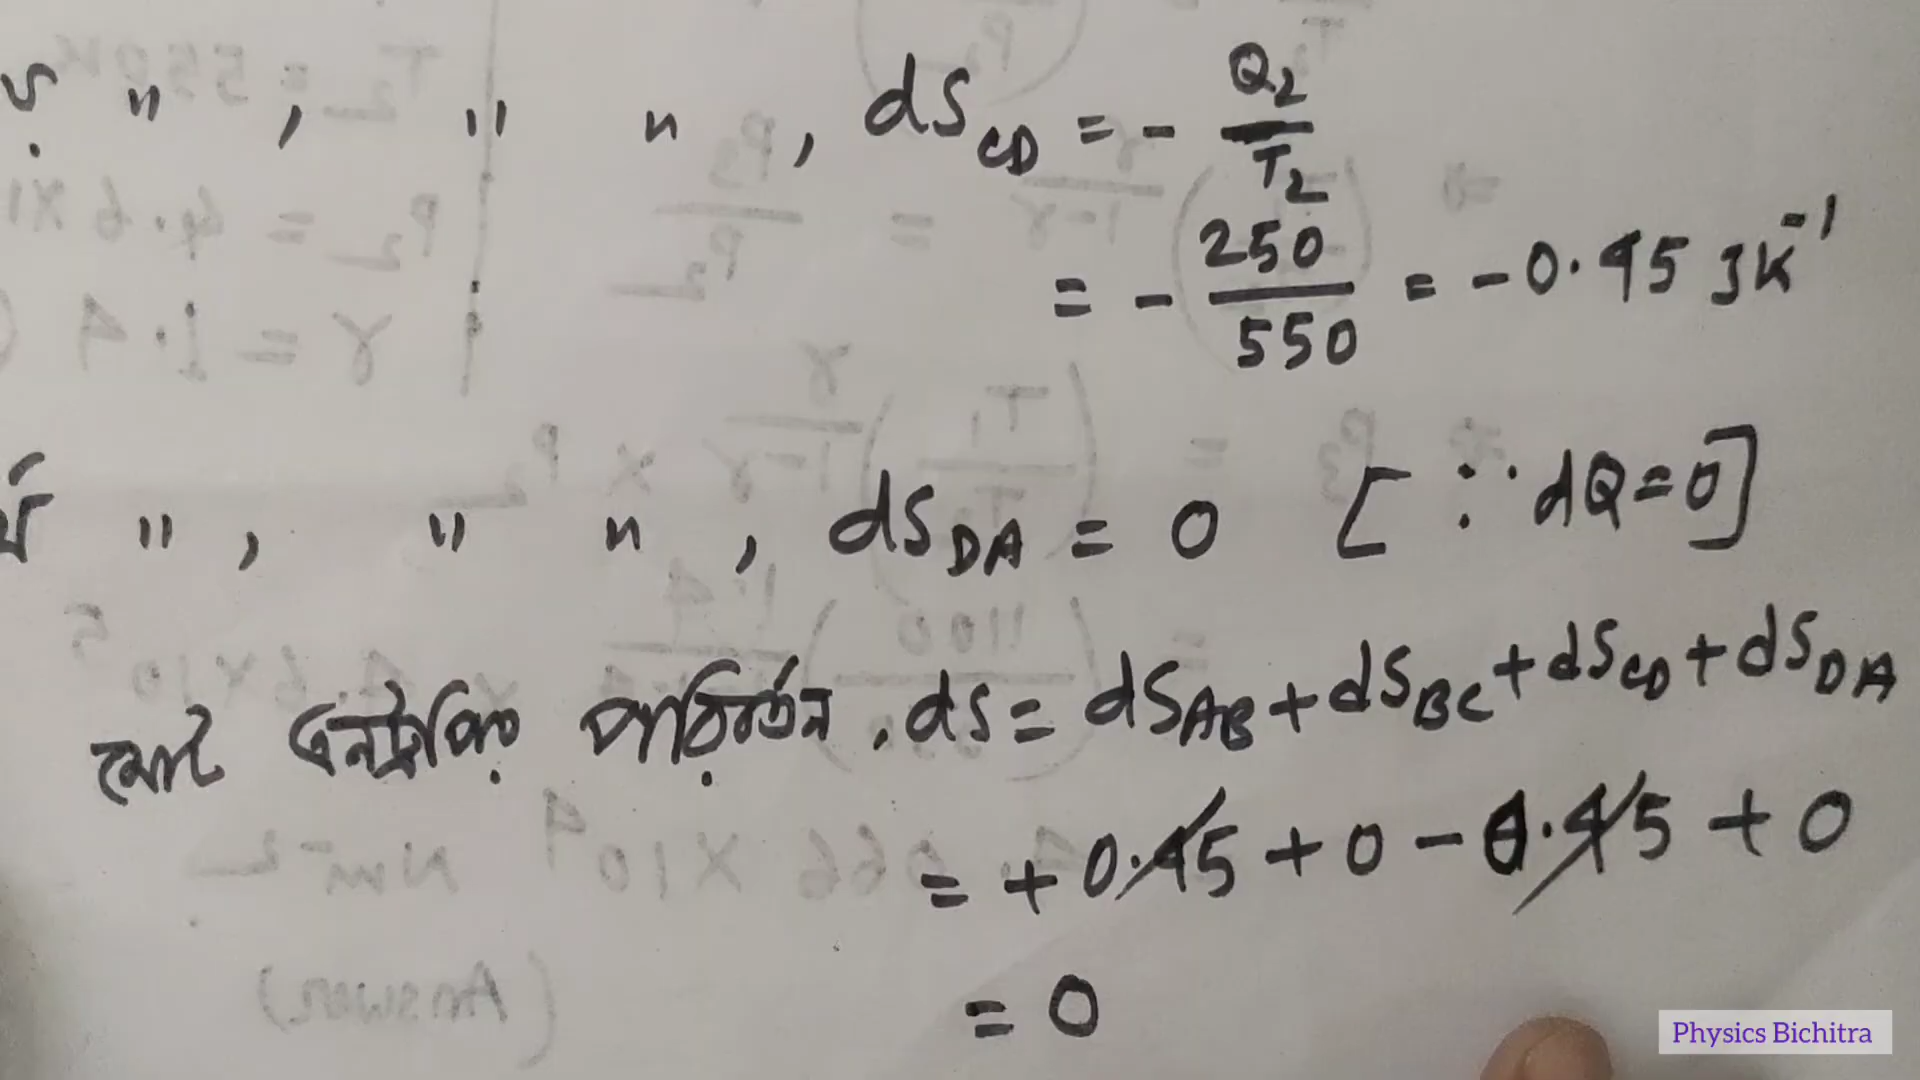 " , " " , dS_CD = - Q₂/T₂
= - 250/550 = - 0.45 JK⁻¹
" , " " , dS_DA = 0 [∵ dQ = 0]
মোট এনট্রপির পরিবর্তন, dS = dS_AB + dS_BC + dS_CD + dS_DA
= + 0.45 + 0 - 0.45 + 0
= 0
Physics Bichitra